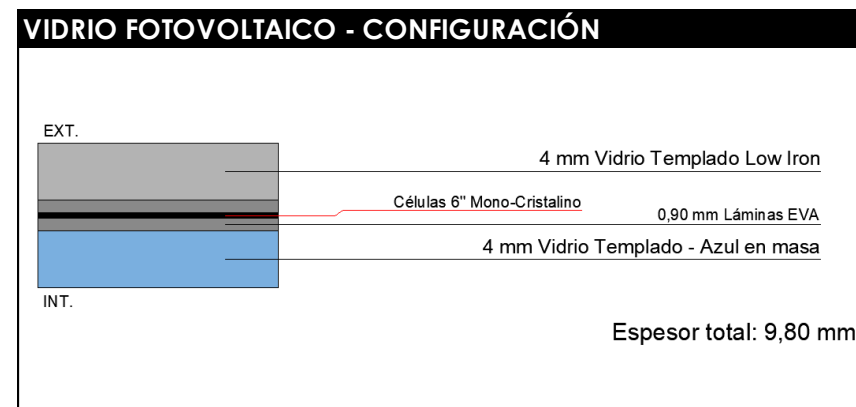 VIDRIO FOTOVOLTAICO - CONFIGURACIÓN
EXT.
4 mm Vidrio Templado Low Iron
Células 6" Mono-Cristalino
0,90 mm Láminas EVA
4 mm Vidrio Templado - Azul en masa
INT.
Espesor total: 9,80 mm